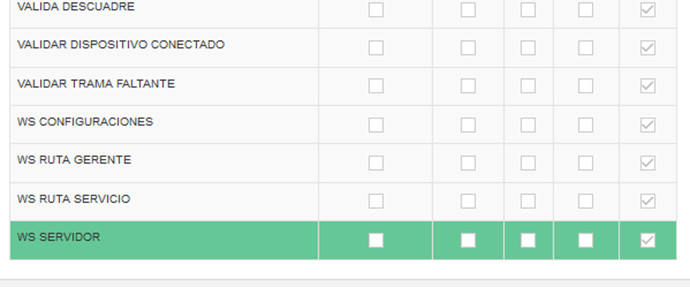 VALIDA DESCUADRE
VALIDAR DISPOSITIVO CONECTADO
VALIDAR TRAMA FALTANTE
WS CONFIGURACIONES
WS RUTA GERENTE
WS RUTA SERVICIO
WS SERVIDOR